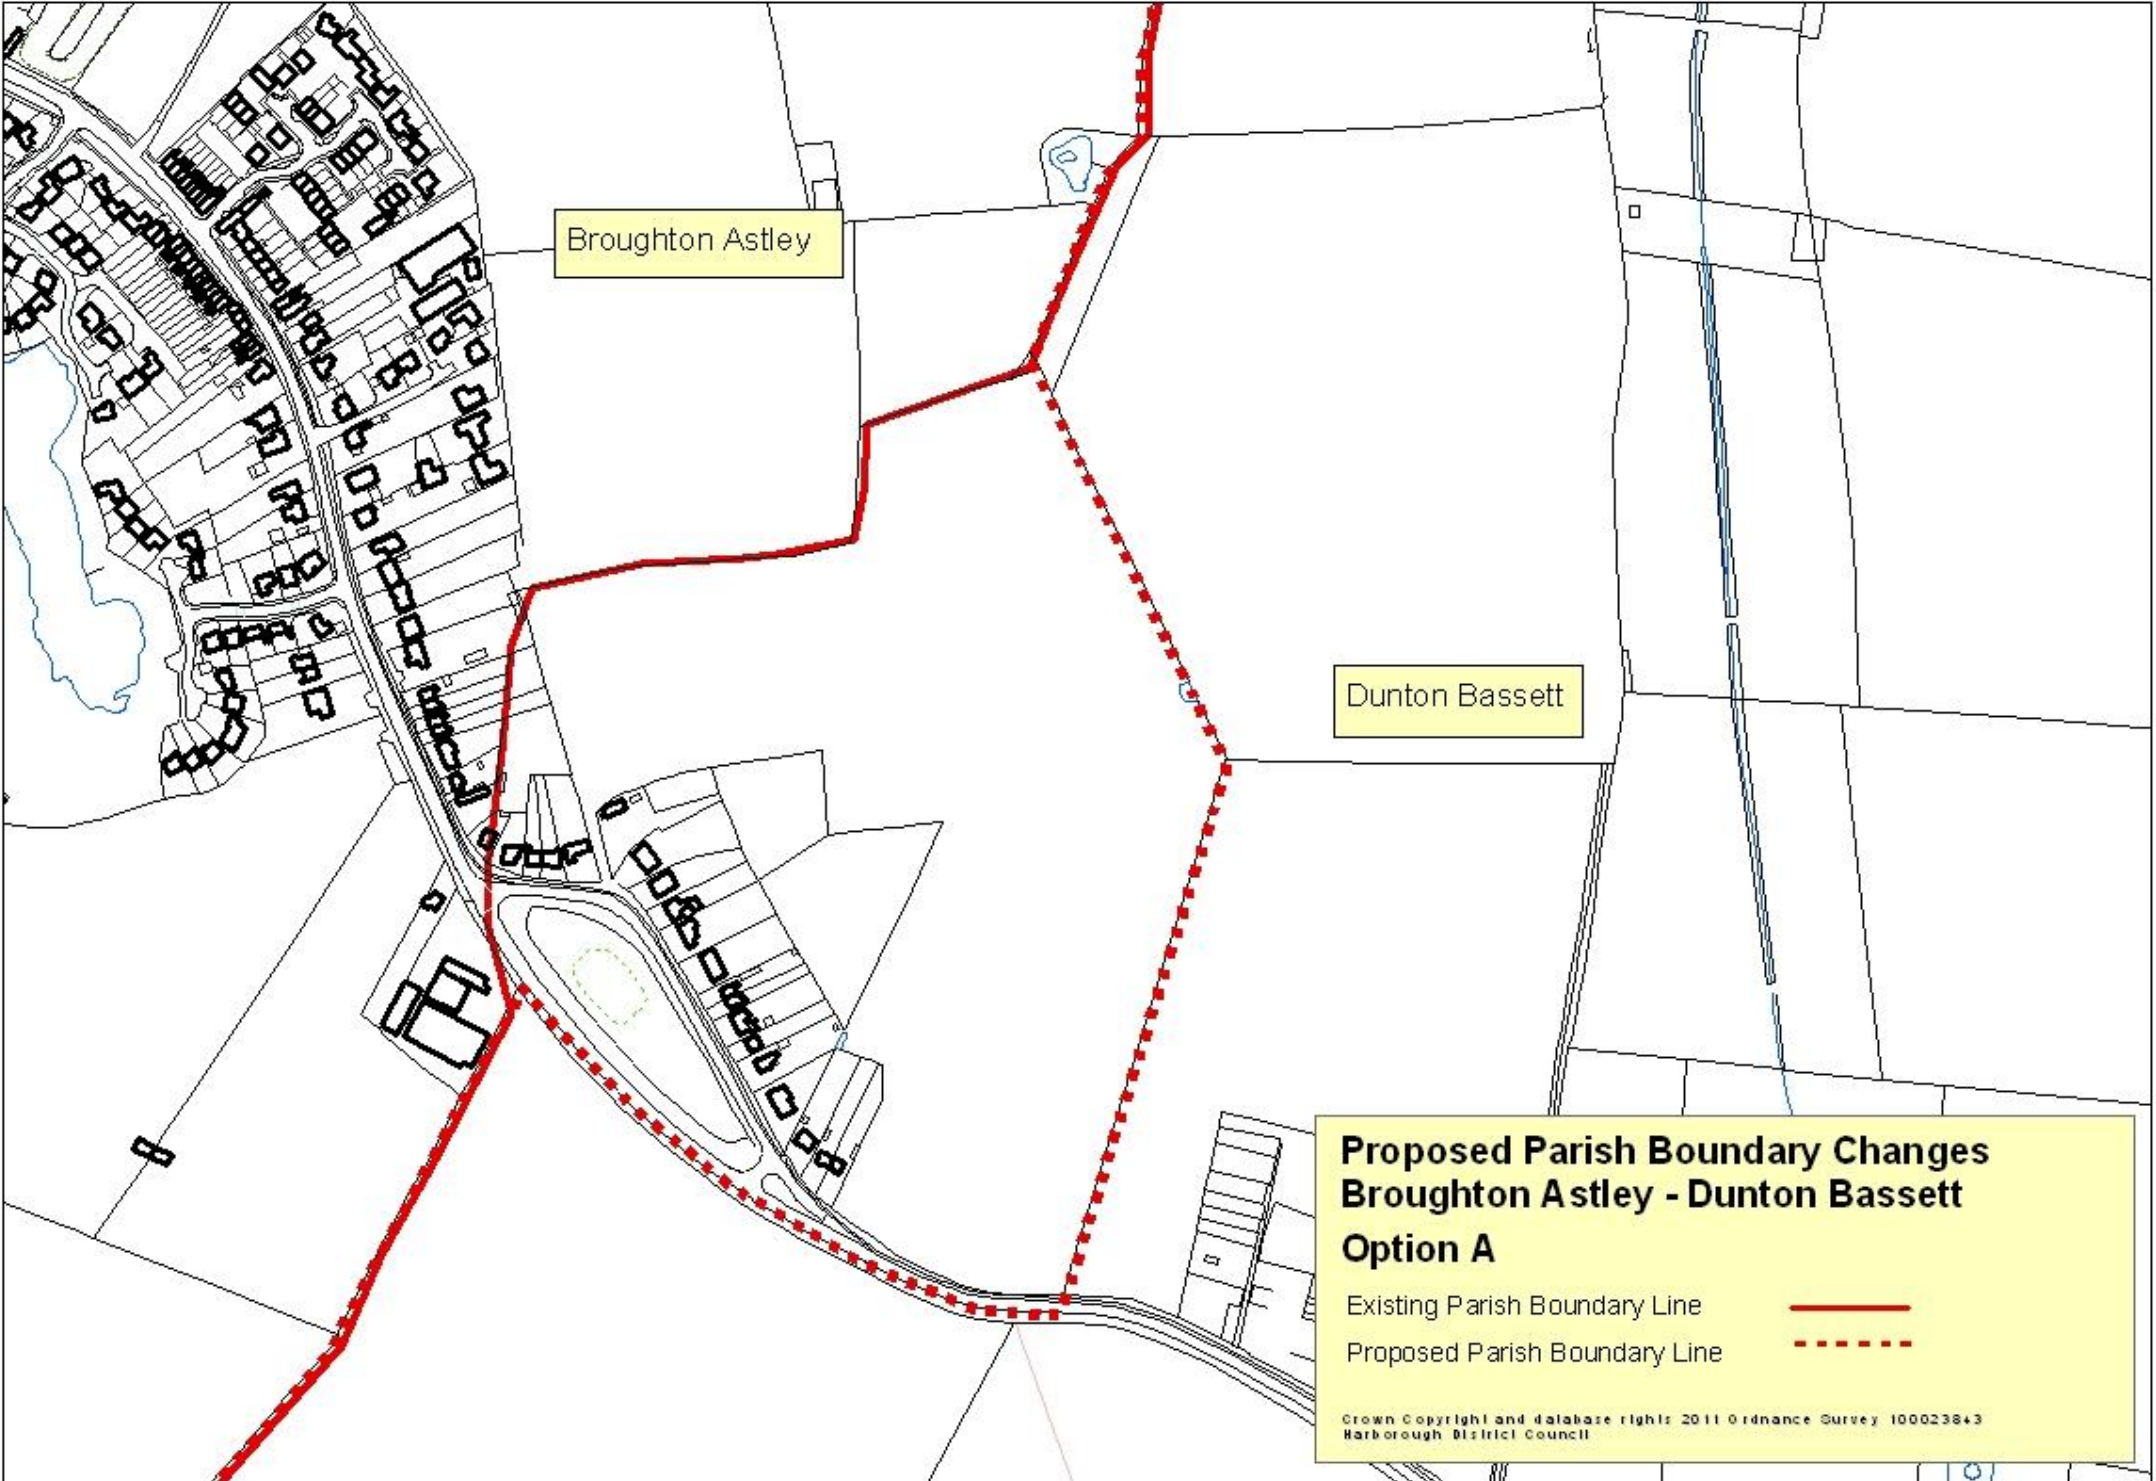 Broughton Astley
Dunton Bassett
Proposed Parish Boundary Changes
Broughton Astley - Dunton Bassett
Option A
Existing Parish Boundary Line
Proposed Parish Boundary Line
Crown Copyright and database rights 2011 Ordnance Survey 100023843
Harborough District Council